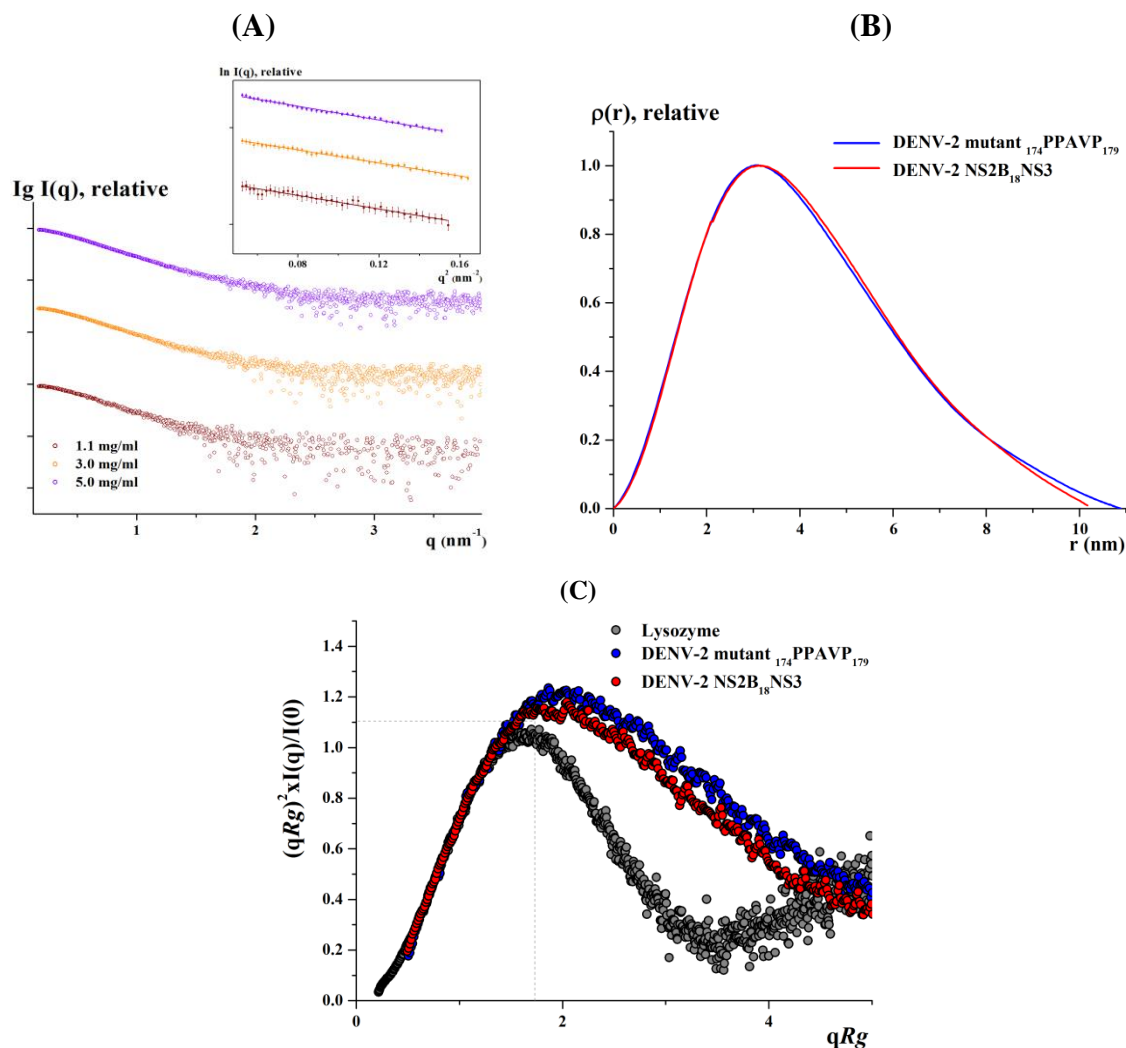 (A)
ln I(q), relative
0.08 0.12 0.16
q² (nm⁻²)
Ig I(q), relative
1.1 mg/ml
3.0 mg/ml
5.0 mg/ml
1 2 3
q (nm⁻¹)
(B)
ρ(r), relative
DENV-2 mutant ₁₇₄PPAVP₁₇₉
DENV-2 NS2B₁₈NS3
1.0
0.8
0.6
0.4
0.2
0.0
0 2 4 6 8 10
r (nm)
(C)
Lysozyme
DENV-2 mutant ₁₇₄PPAVP₁₇₉
DENV-2 NS2B₁₈NS3
(qRg)²xI(q)/I(0)
1.4
1.2
1.0
0.8
0.6
0.4
0.2
0.0
0 2 4
qRg